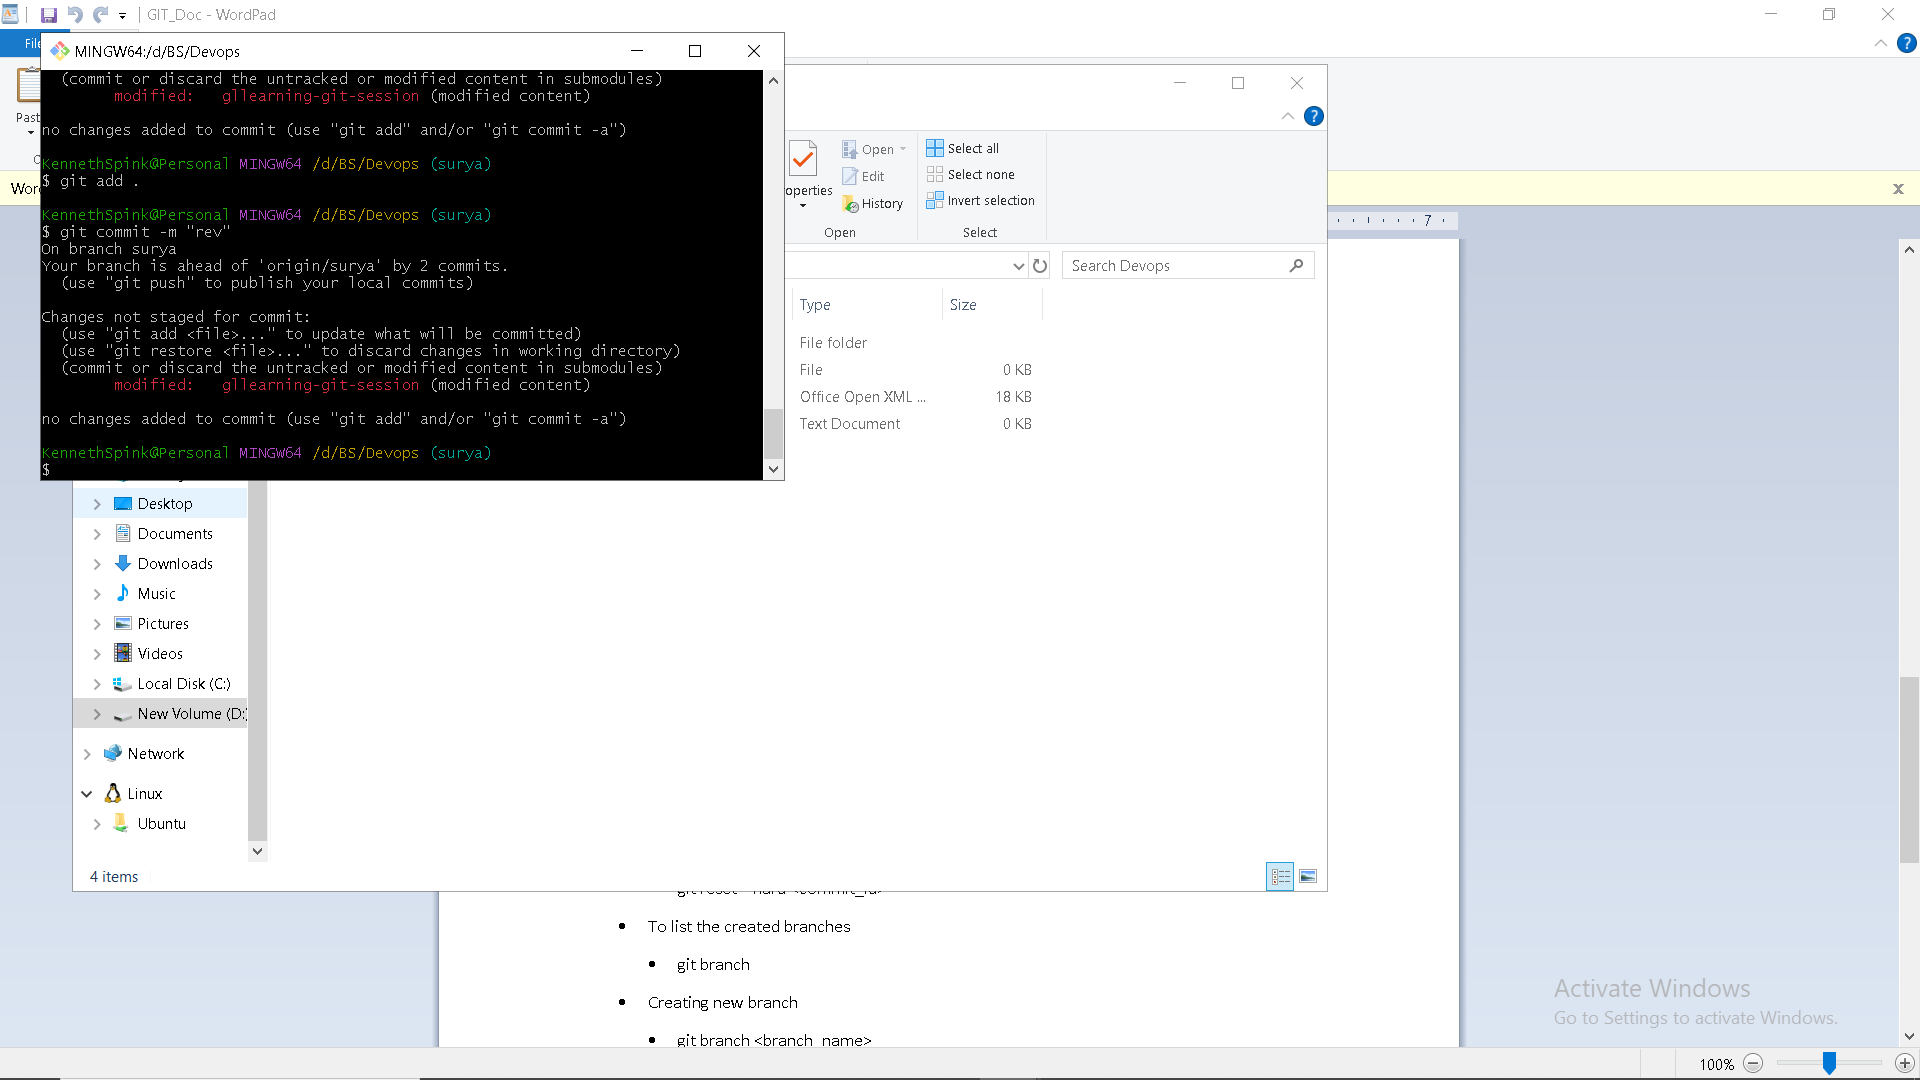 GIT_Doc - WordPad
MINGW64:/d/BS/Devops
(commit or discard the untracked or modified content in submodules)
modified:   gllearning-git-session (modified content)
no changes added to commit (use "git add" and/or "git commit -a")
KennethSpink@Personal MINGW64 /d/BS/Devops (surya)
$ git add .
KennethSpink@Personal MINGW64 /d/BS/Devops (surya)
$ git commit -m "rev"
On branch surya
Your branch is ahead of 'origin/surya' by 2 commits.
(use "git push" to publish your local commits)
Changes not staged for commit:
(use "git add <file>..." to update what will be committed)
(use "git restore <file>..." to discard changes in working directory)
(commit or discard the untracked or modified content in submodules)
modified:   gllearning-git-session (modified content)
no changes added to commit (use "git add" and/or "git commit -a")
KennethSpink@Personal MINGW64 /d/BS/Devops (surya)
$
Open
Edit
History
Open
Select all
Select none
Invert selection
Select
7
Search Devops
Type Size
File folder
File 0 KB
Office Open XML ... 18 KB
Text Document 0 KB
Desktop
Documents
Downloads
Music
Pictures
Videos
Local Disk (C:)
New Volume (D:)
Network
Linux
Ubuntu
4 items
• To list the created branches
• git branch
• Creating new branch
• git branch <branch_name>
Activate Windows
Go to Settings to activate Windows.
100%